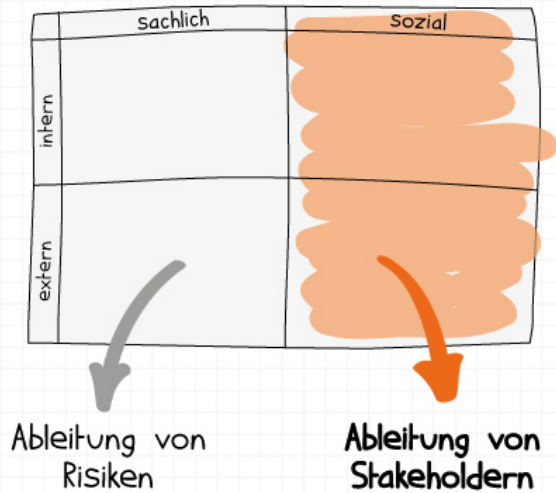 sachlich
sozial
intern
extern
Ableitung von
Risiken
Ableitung von
Stakeholdern